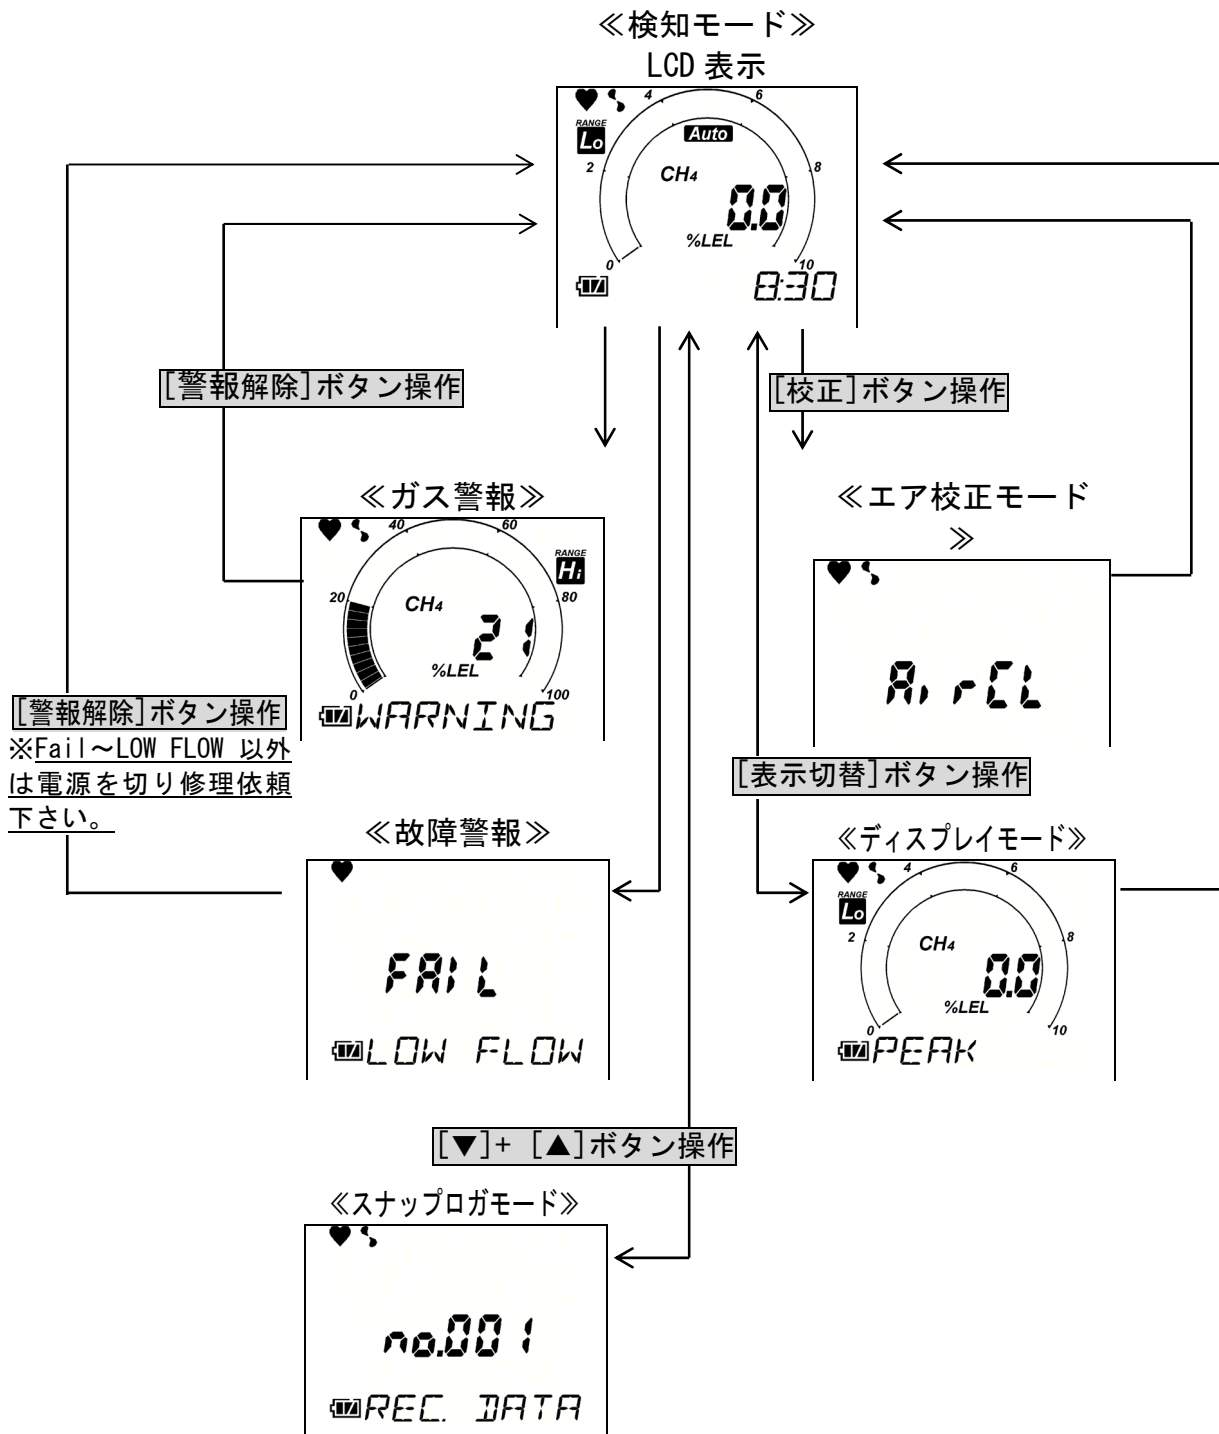 ≪検知モード≫
LCD 表示
4 6
RANGE
Lo
Auto
2 8
CH4
0.0
%LEL
0 10
8:30
[警報解除]ボタン操作
[校正]ボタン操作
≪ガス警報≫
40 60
RANGE
Hi
20 80
CH4
21
%LEL
0 100
WARNING
≪エア校正モード
≫
AirCL
[警報解除]ボタン操作
※Fail～LOW FLOW 以外
は電源を切り修理依頼
下さい。
[表示切替]ボタン操作
≪故障警報≫
FAIL
LOW FLOW
≪ディスプレイモード≫
4 6
RANGE
Lo
2 8
CH4
0.0
%LEL
0 10
PEAK
[▼]+ [▲]ボタン操作
≪スナップロガモード≫
no.001
REC. DATA